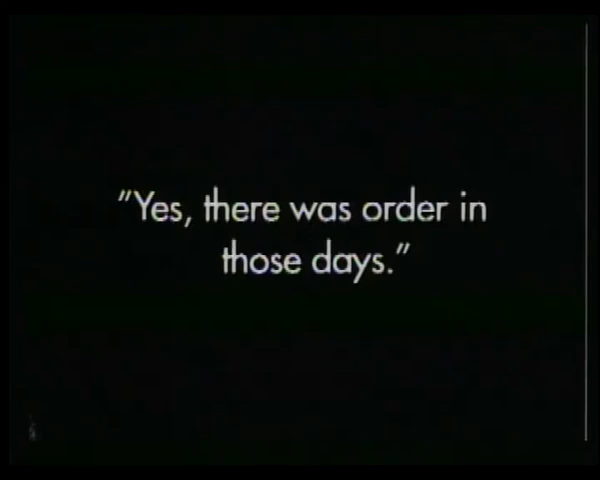 "Yes, there was order in
those days."